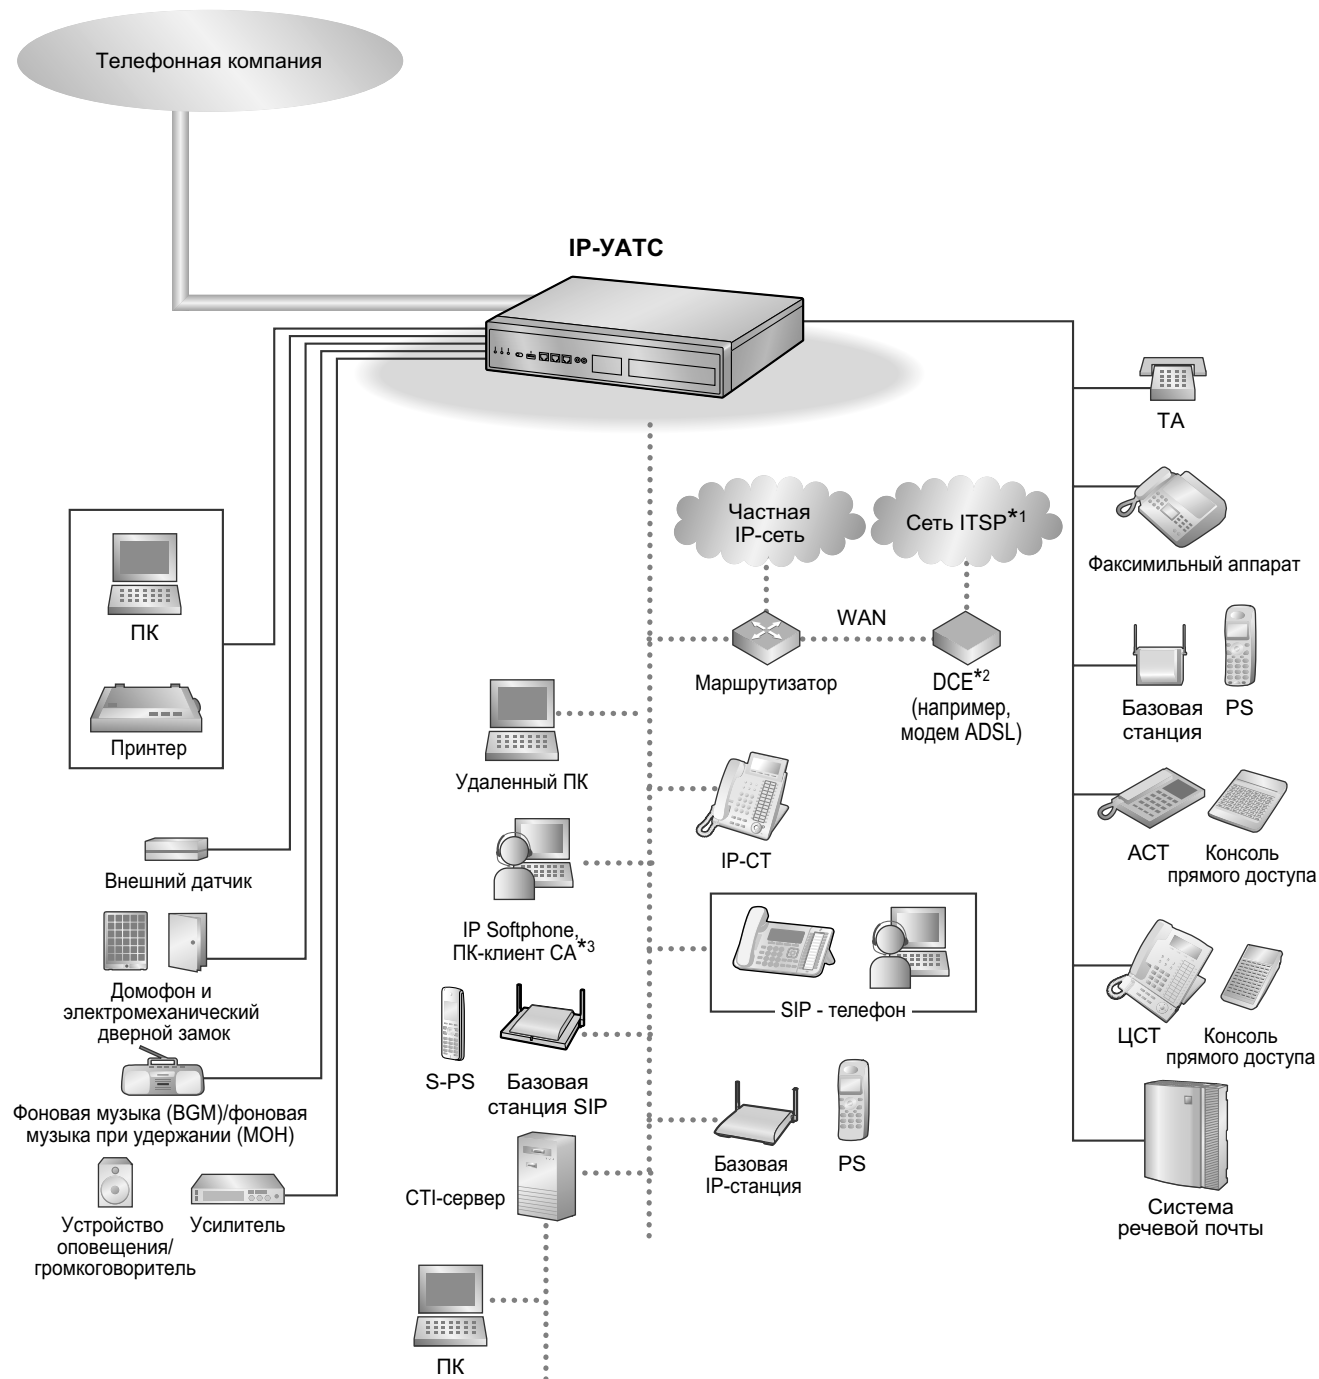 Телефонная компания
IP-УАТС
ТА
Факсимильный аппарат
Базовая
станция
PS
АСТ
Консоль
прямого доступа
ЦСТ
Консоль
прямого доступа
Система
речевой почты
Частная
IP-сеть
Сеть ITSP*1
WAN
Маршрутизатор
DCE*2
(например,
модем ADSL)
Удаленный ПК
IP-СТ
IP Softphone,
ПК-клиент CA*3
SIP - телефон
S-PS
Базовая
станция SIP
Базовая
IP-станция
PS
CTI-сервер
ПК
ПК
Принтер
Внешний датчик
Домофон и
электромеханический
дверной замок
Фоновая музыка (BGM)/фоновая
музыка при удержании (MOH)
Устройство
оповещения/
громкоговоритель
Усилитель